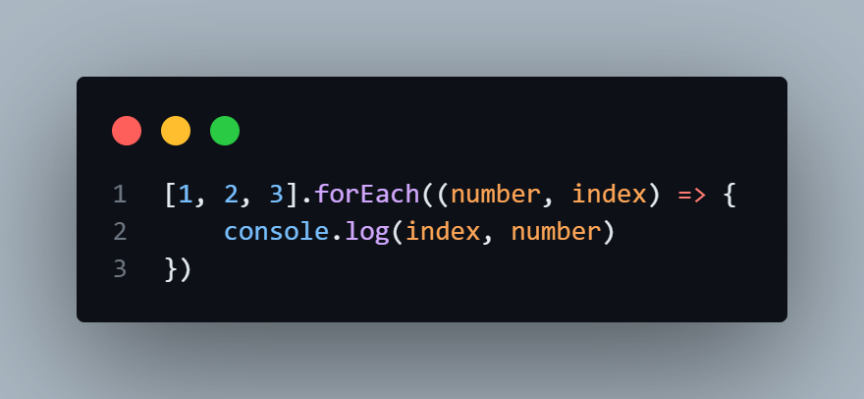 1 [1, 2, 3].forEach((number, index) => {
2     console.log(index, number)
3 })